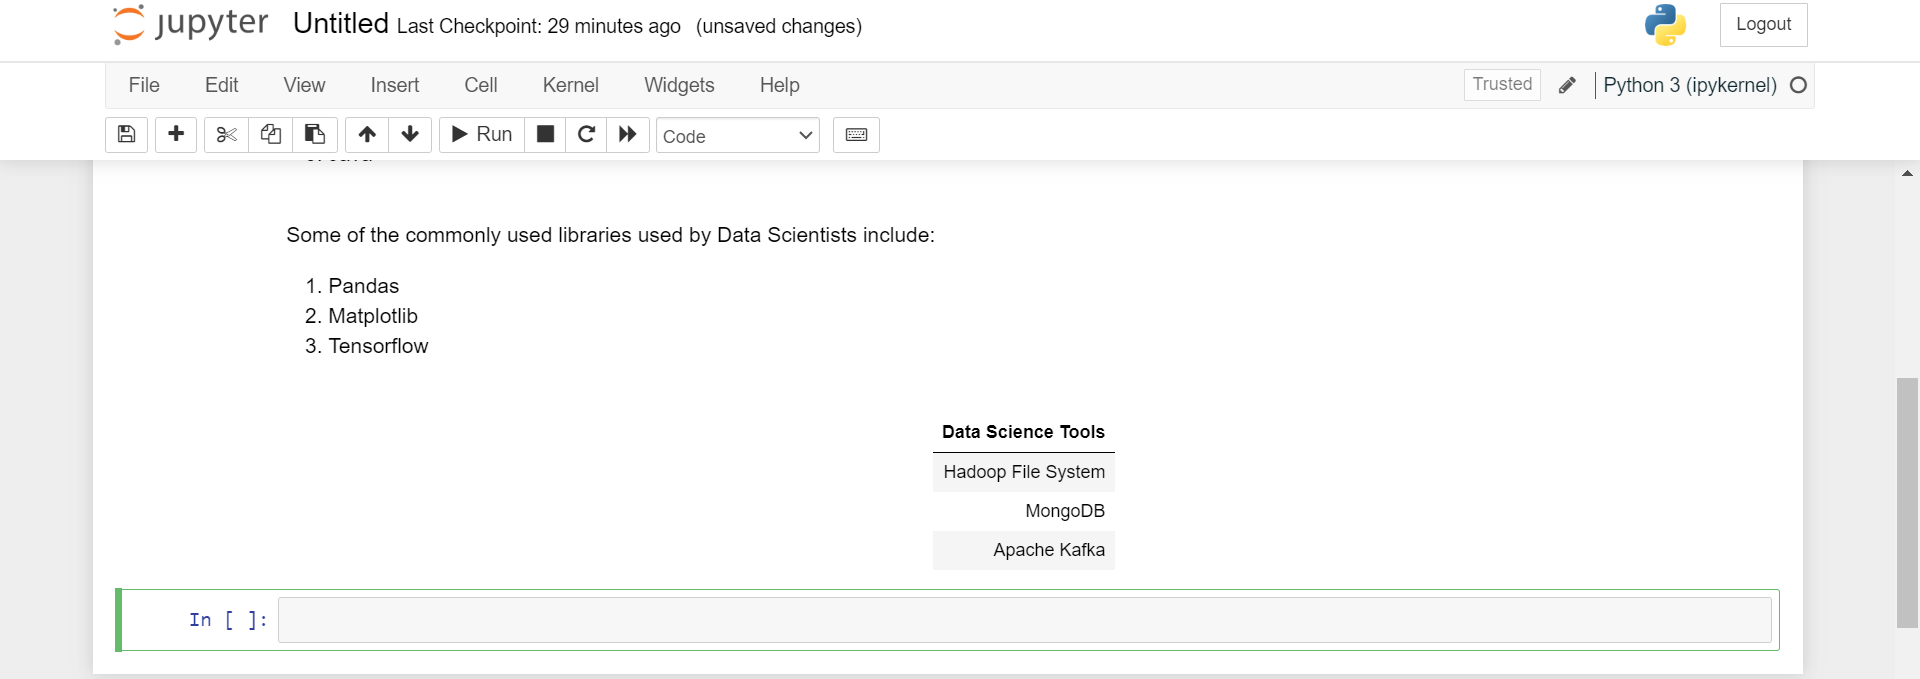 jupyter Untitled Last Checkpoint: 29 minutes ago (unsaved changes) Logout
File Edit View Insert Cell Kernel Widgets Help Trusted Python 3 (ipykernel)
Run Code
Some of the commonly used libraries used by Data Scientists include:
1. Pandas
2. Matplotlib
3. Tensorflow
Data Science Tools
Hadoop File System
MongoDB
Apache Kafka
In [ ]: